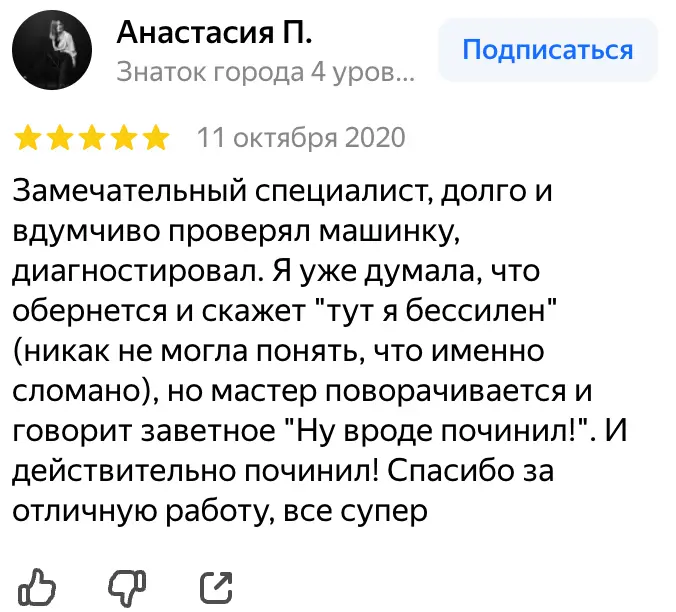 Анастасия П.
Знаток города 4 уров...
Подписаться
11 октября 2020
Замечательный специалист, долго и
вдумчиво проверял машинку,
диагностировал. Я уже думала, что
обернется и скажет "тут я бессилен"
(никак не могла понять, что именно
сломано), но мастер поворачивается и
говорит заветное "Ну вроде починил!". И
действительно починил! Спасибо за
отличную работу, все супер